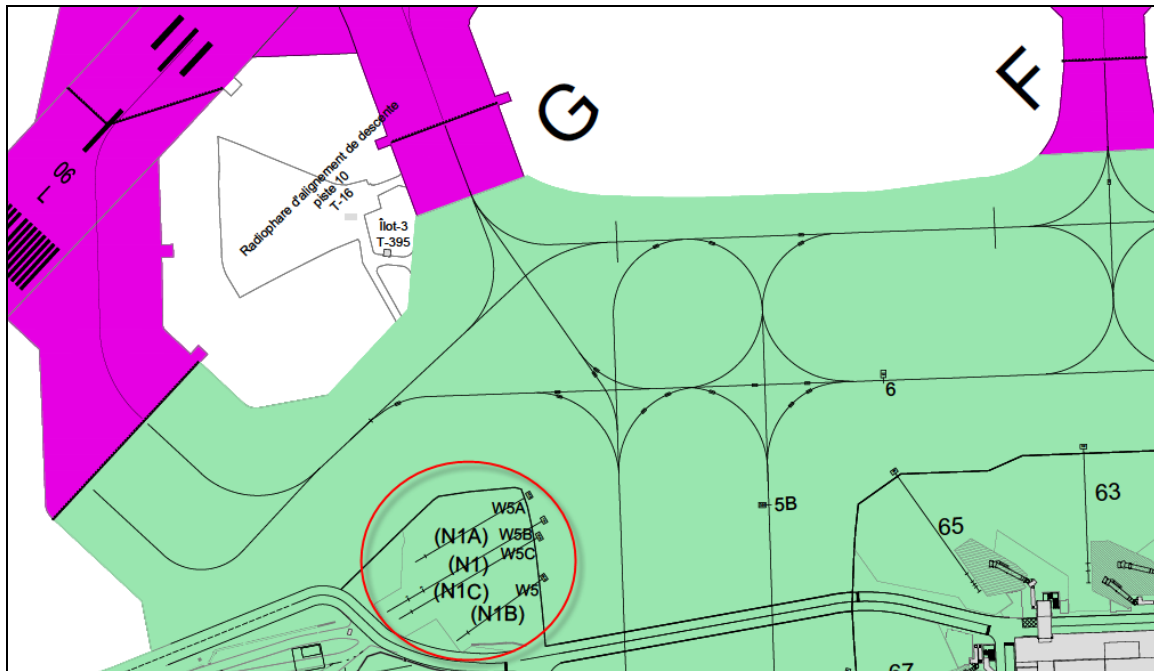 G
F
Radiophare d'alignement de descente
piste 10
T-16
Îlot-3
T-395
06
L
6
5B
63
65
W5A
(N1A)
W5B
(N1)
W5C
(N1C)
W5
(N1B)
67